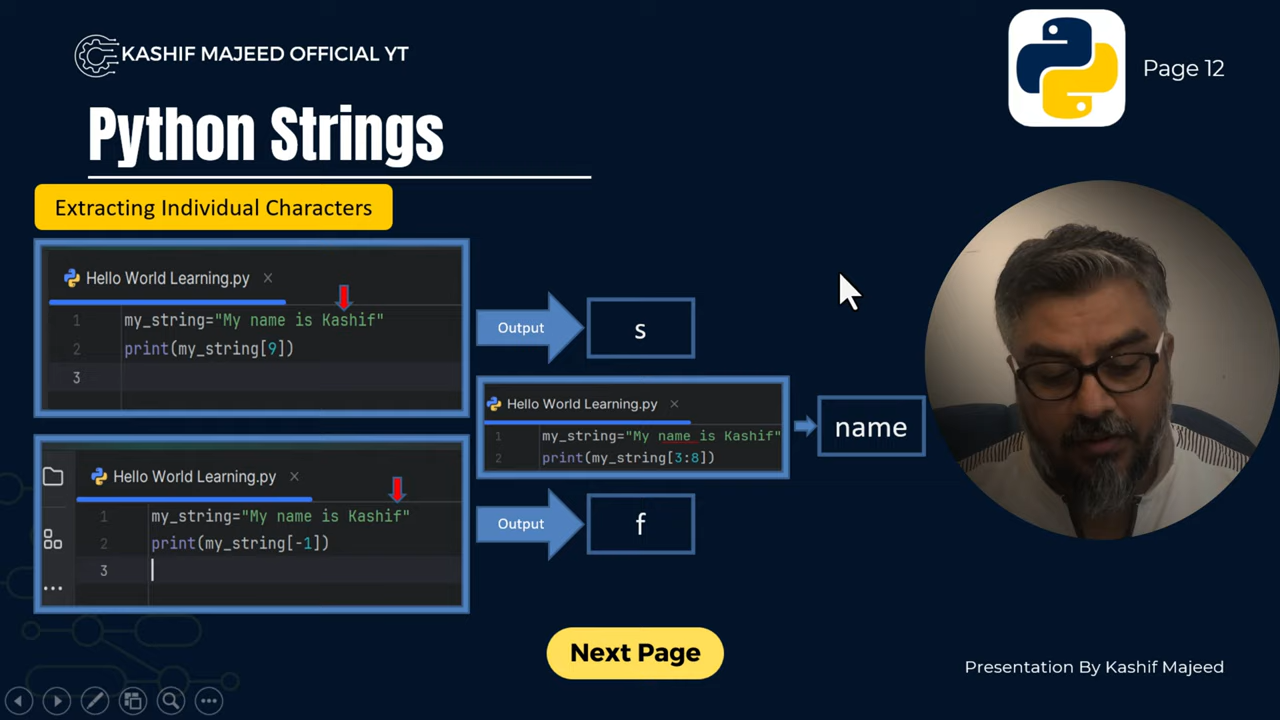 KASHIF MAJEED OFFICIAL YT
Page 12
Python Strings
Extracting Individual Characters
Hello World Learning.py ×
1 my_string="My name is Kashif"
2 print(my_string[9])
3
Output
s
Hello World Learning.py ×
1 my_string="My name is Kashif"
2 print(my_string[3:8])
name
Hello World Learning.py ×
1 my_string="My name is Kashif"
2 print(my_string[-1])
3
Output
f
Next Page
Presentation By Kashif Majeed